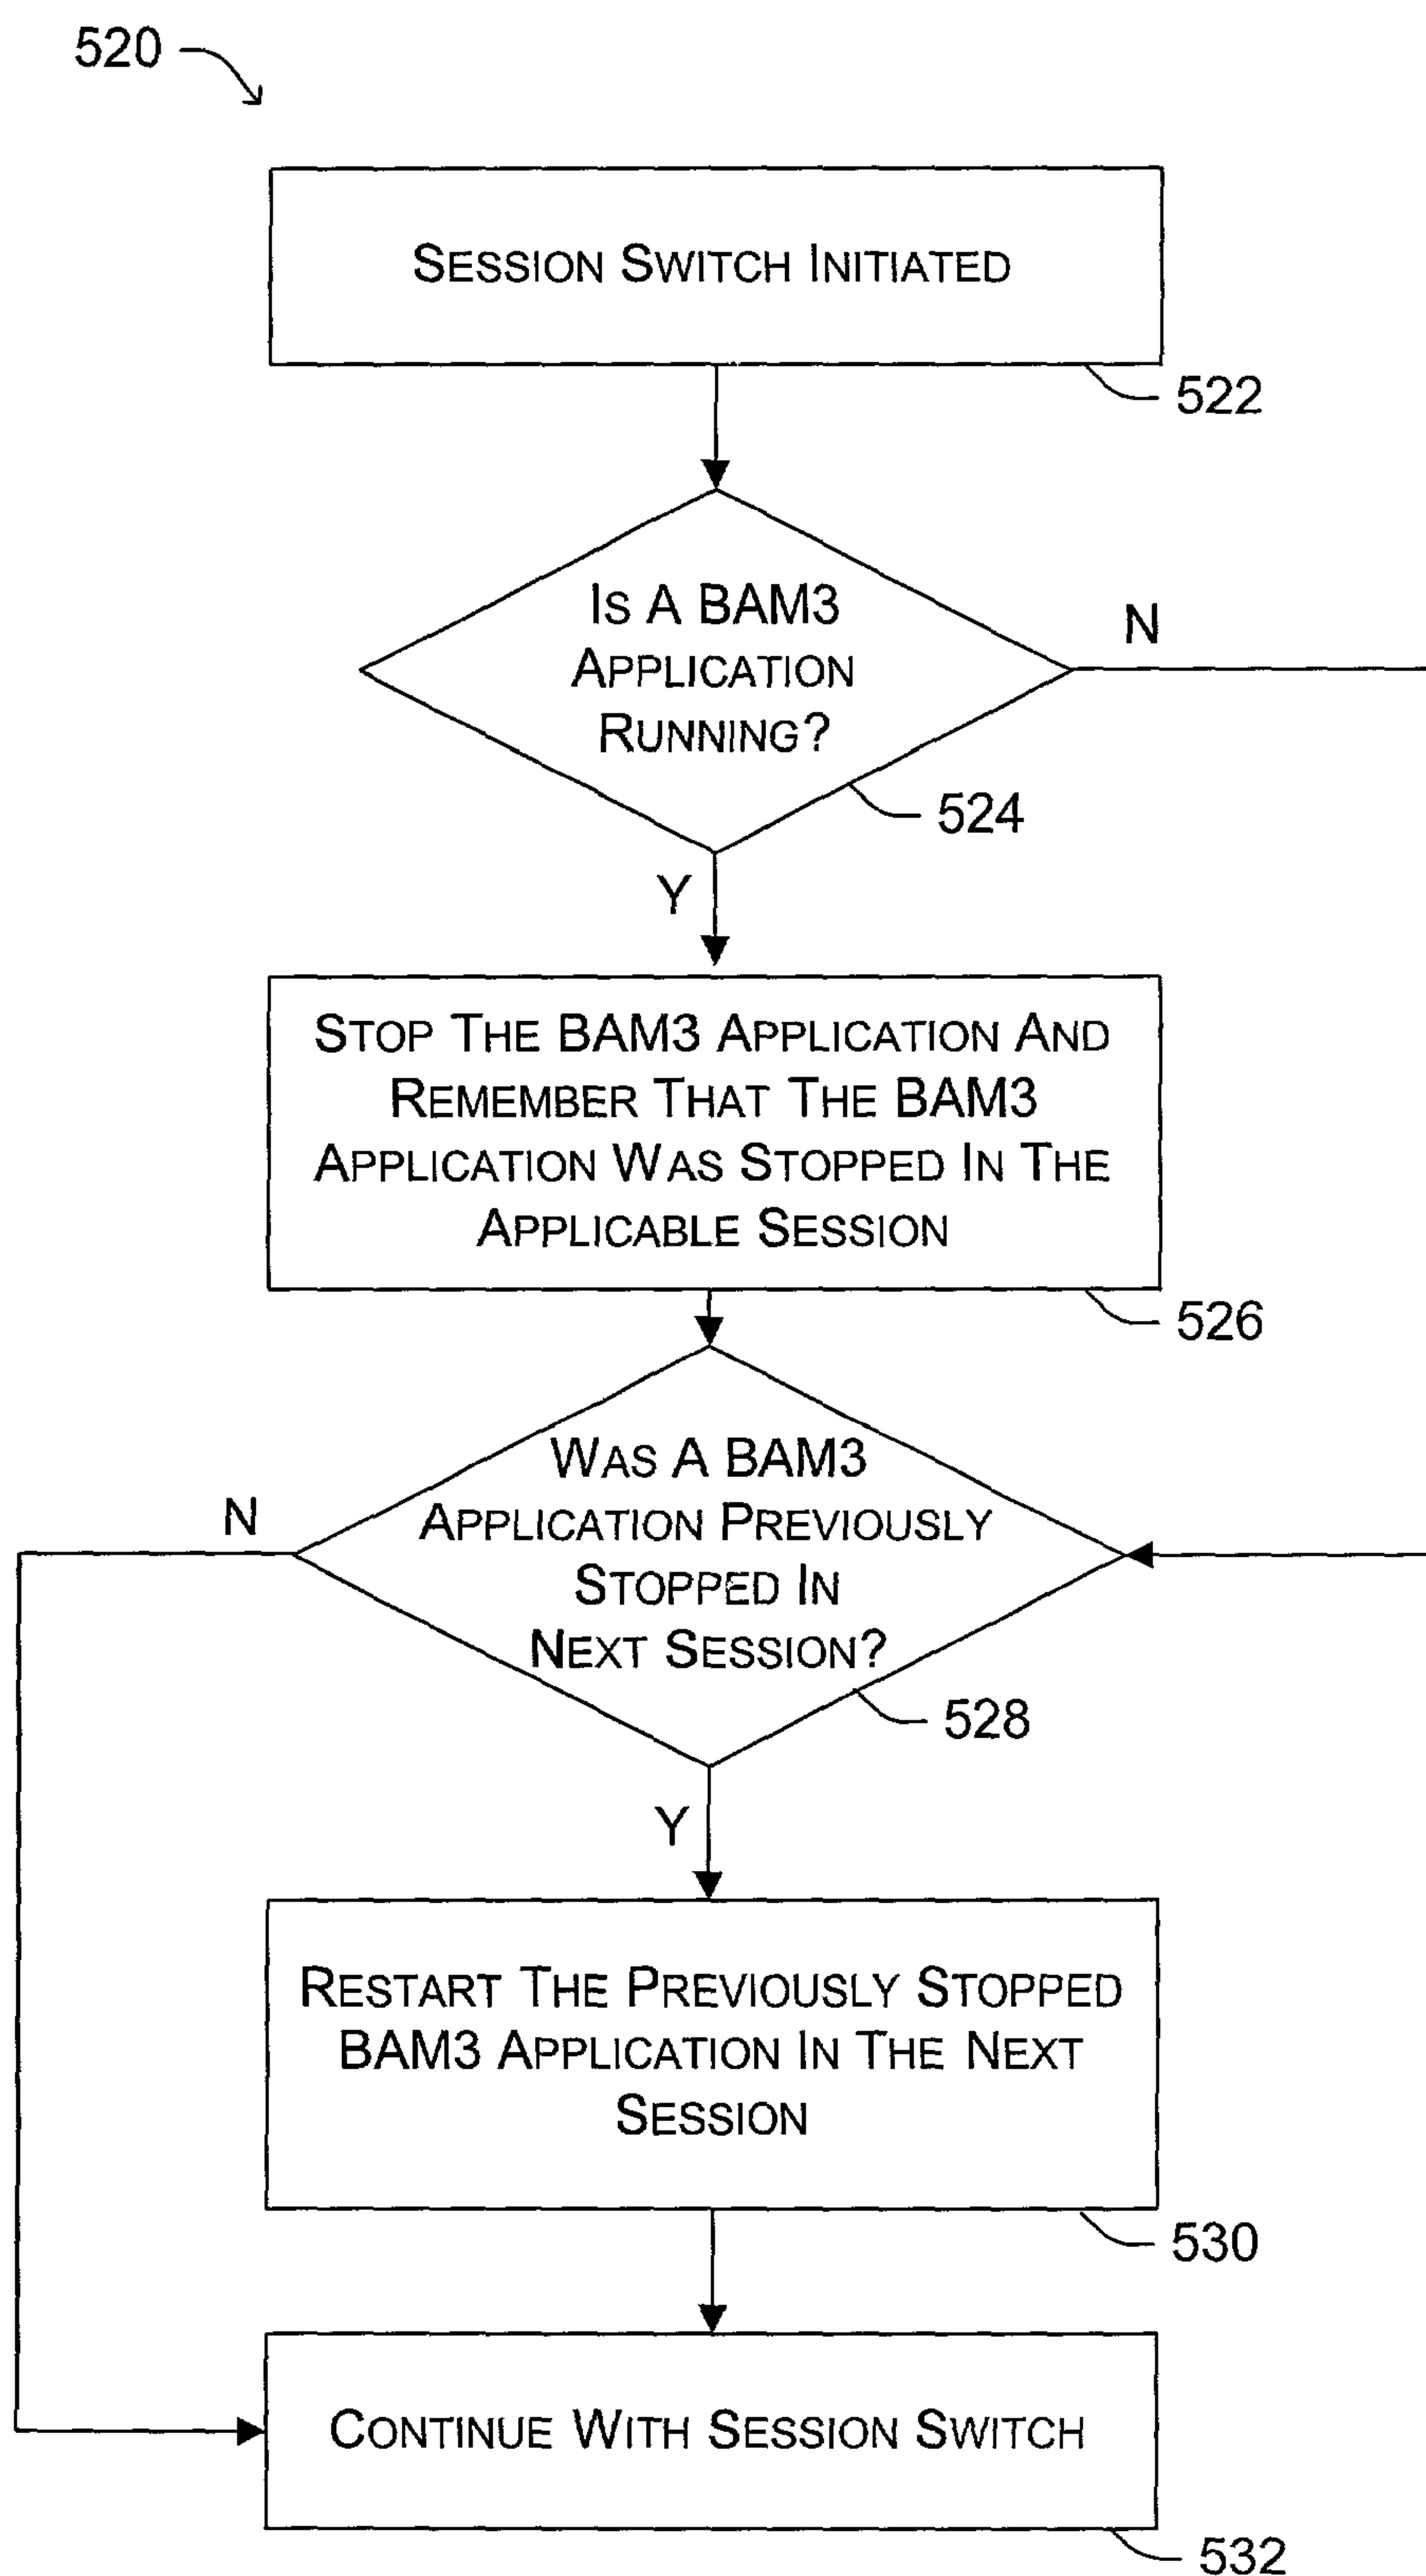 520
SESSION SWITCH INITIATED
522
IS A BAM3
APPLICATION
RUNNING?
N
524
Y
STOP THE BAM3 APPLICATION AND
REMEMBER THAT THE BAM3
APPLICATION WAS STOPPED IN THE
APPLICABLE SESSION
526
WAS A BAM3
APPLICATION PREVIOUSLY
STOPPED IN
NEXT SESSION?
N
528
Y
RESTART THE PREVIOUSLY STOPPED
BAM3 APPLICATION IN THE NEXT
SESSION
530
CONTINUE WITH SESSION SWITCH
532